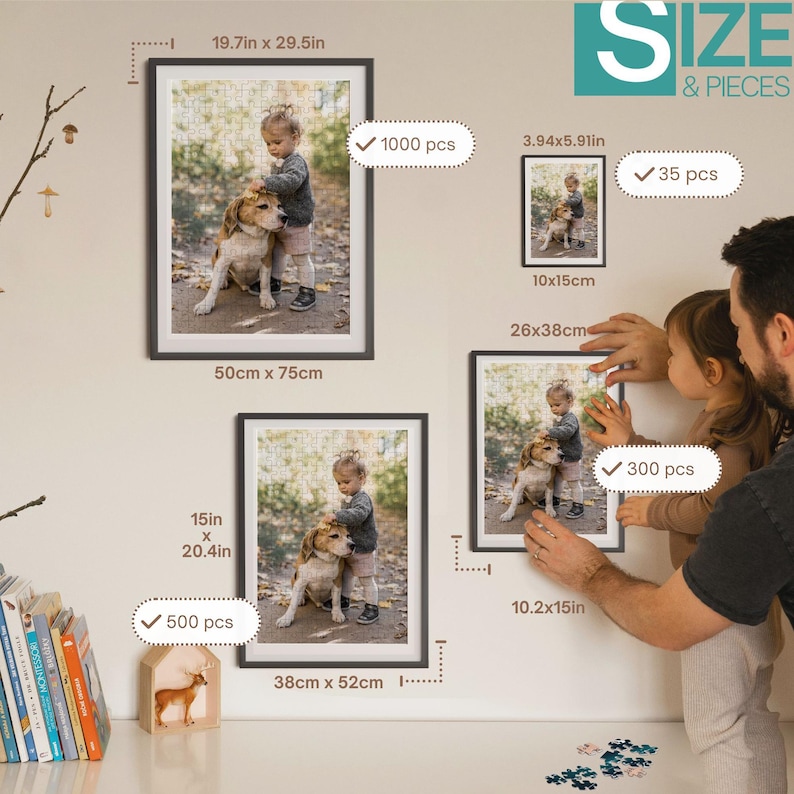 SIZE
& PIECES
19.7in x 29.5in
1000 pcs
50cm x 75cm
3.94x5.91in
35 pcs
10x15cm
26x38cm
300 pcs
10.2x15in
15in
x
20.4in
500 pcs
38cm x 52cm
MONTESSORI